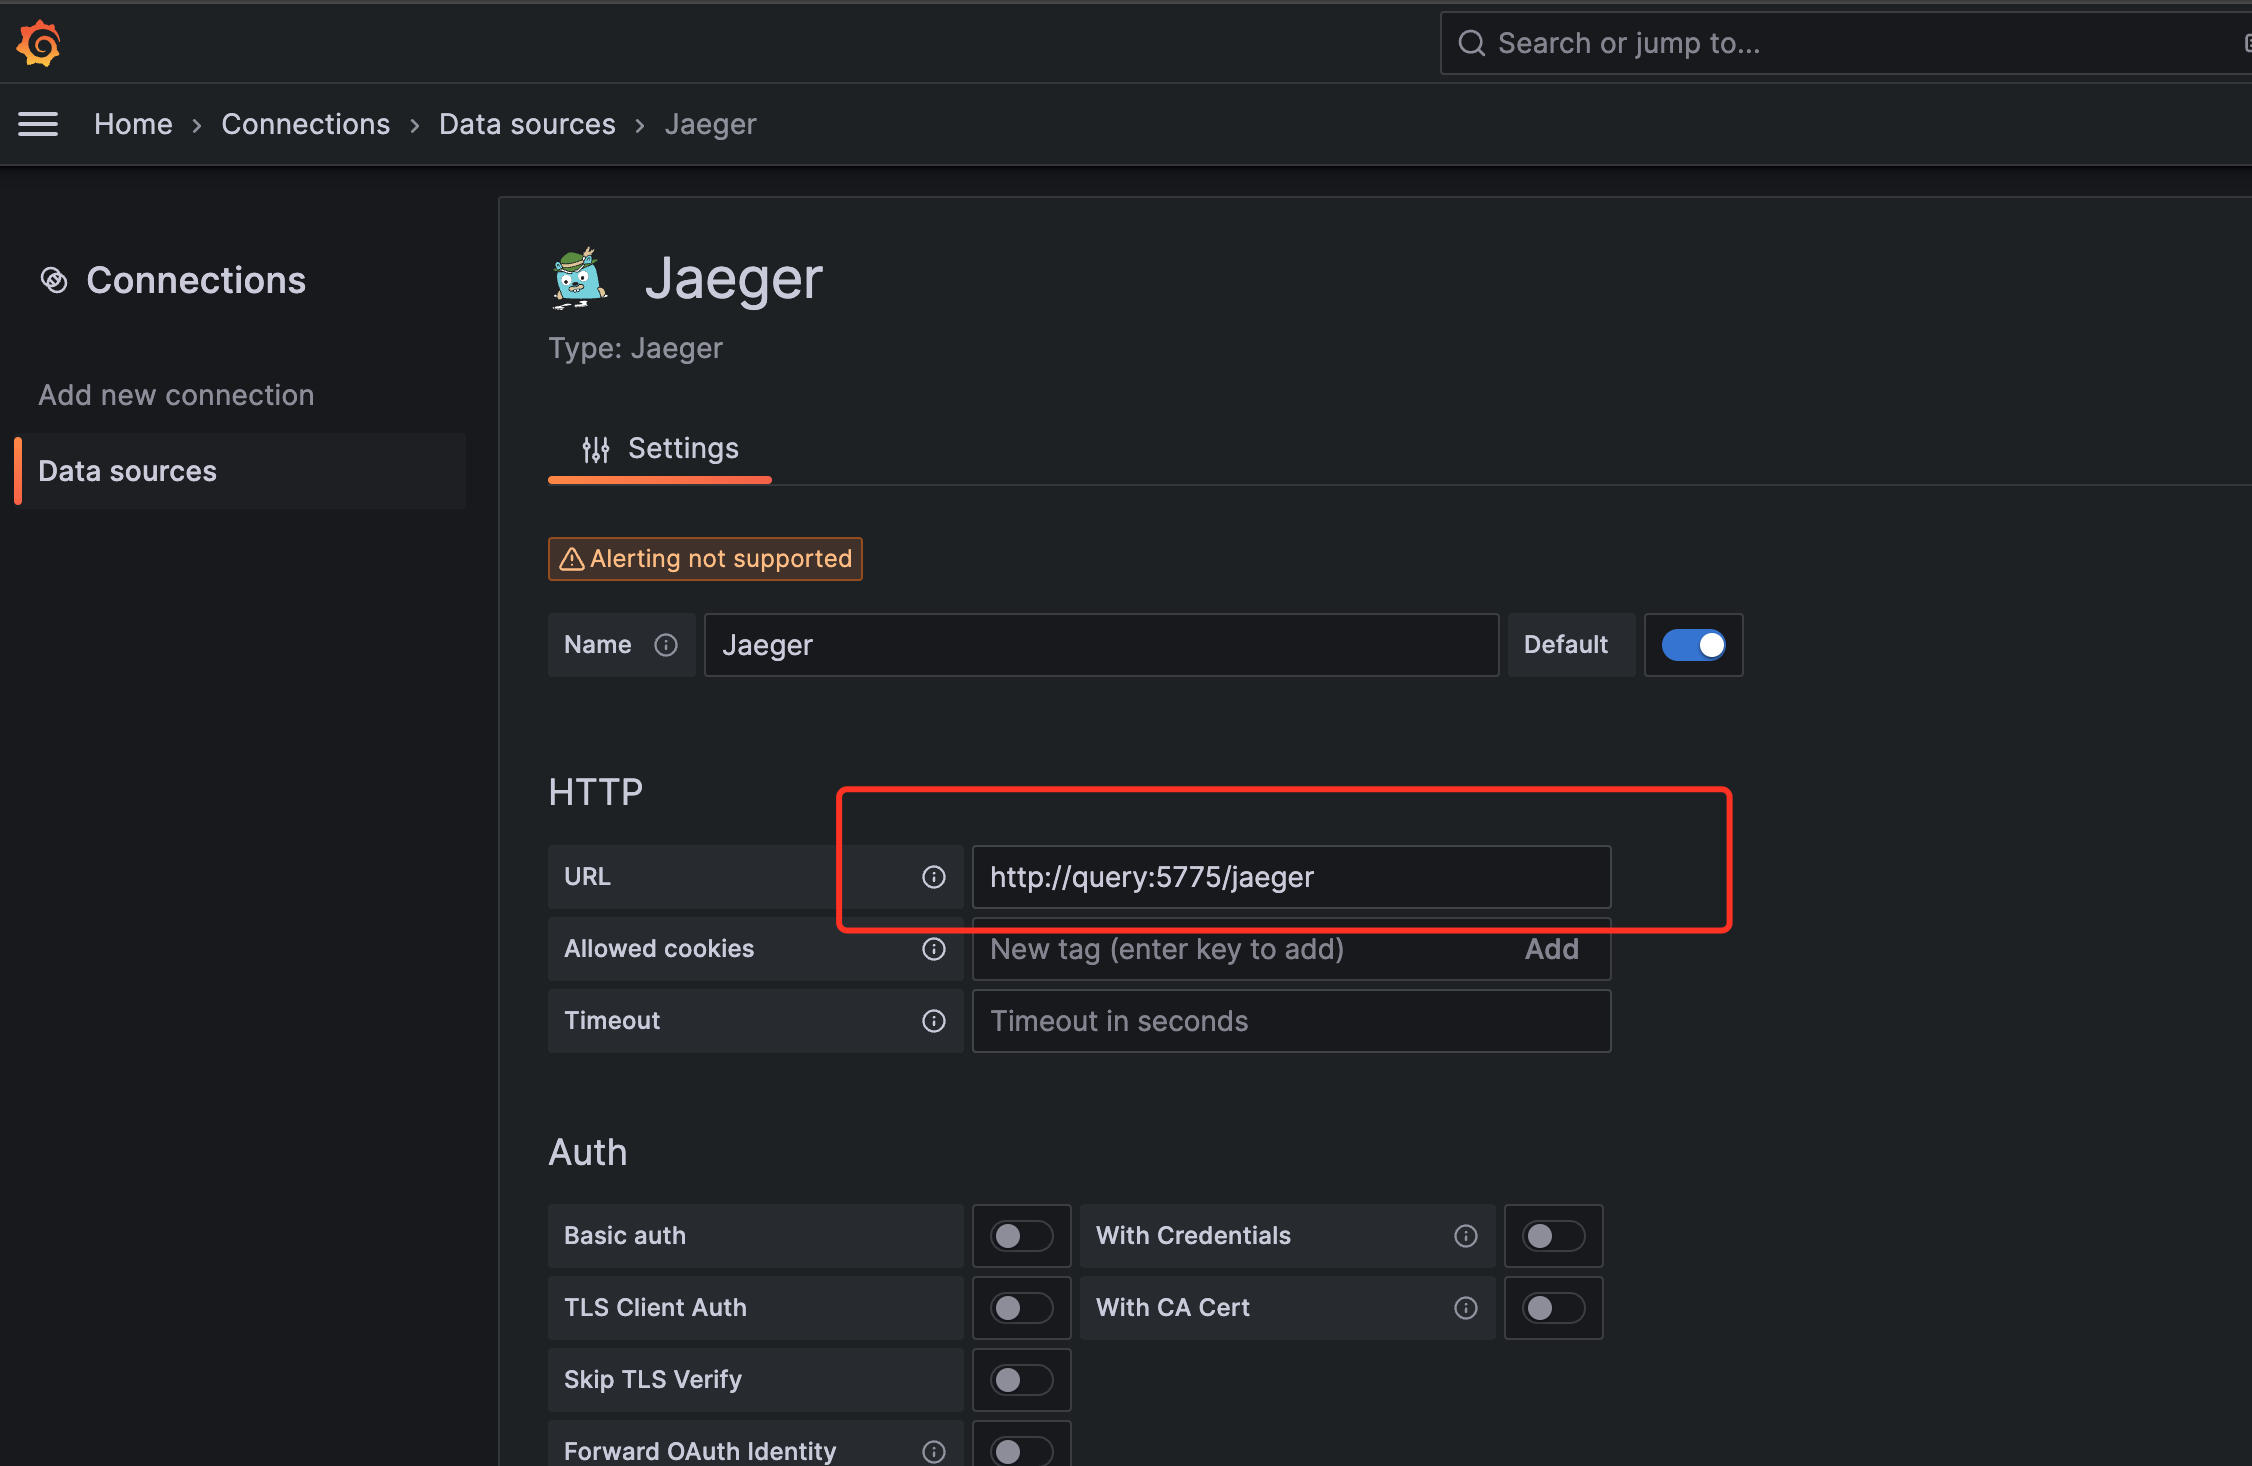 Search or jump to...
Home › Connections › Data sources › Jaeger
Connections
Add new connection
Data sources
Jaeger
Type: Jaeger
Settings
Alerting not supported
Name Jaeger Default
HTTP
URL http://query:5775/jaeger
Allowed cookies New tag (enter key to add) Add
Timeout Timeout in seconds
Auth
Basic auth With Credentials
TLS Client Auth With CA Cert
Skip TLS Verify
Forward OAuth Identity